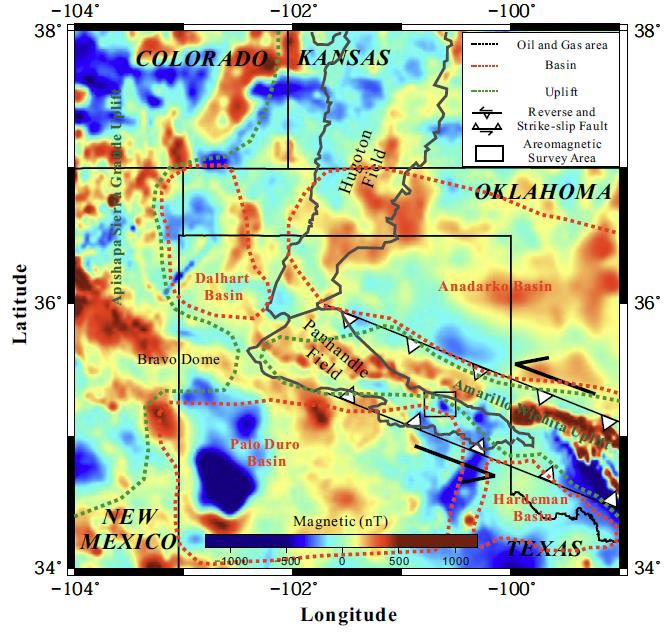 −104°
−102°
−100°
38°
38°
COLORADO
KANSAS
Oil and Gas area
Basin
Uplift
Reverse and
Strike-slip Fault
Areomagnetic
Survey Area
Apishapa Sierra Grande Uplift
Hugoton
Field
OKLAHOMA
Latitude
36°
36°
Dalhart
Basin
Anadarko Basin
Bravo Dome
Panhandle
Field
Amarillo Wichita Uplift
Palo Duro
Basin
Hardeman
Basin
NEW
MEXICO
Magnetic (nT)
−1000
−500
0
500
1000
TEXAS
34°
34°
−104°
−102°
−100°
Longitude